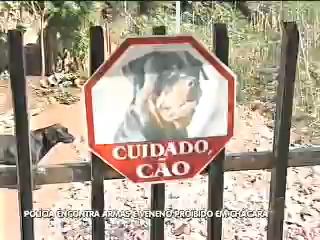 CUIDADO,
CÃO
POLÍCIA ENCONTRA ARMAS E VENENO PROIBIDO EM CHÁCARA